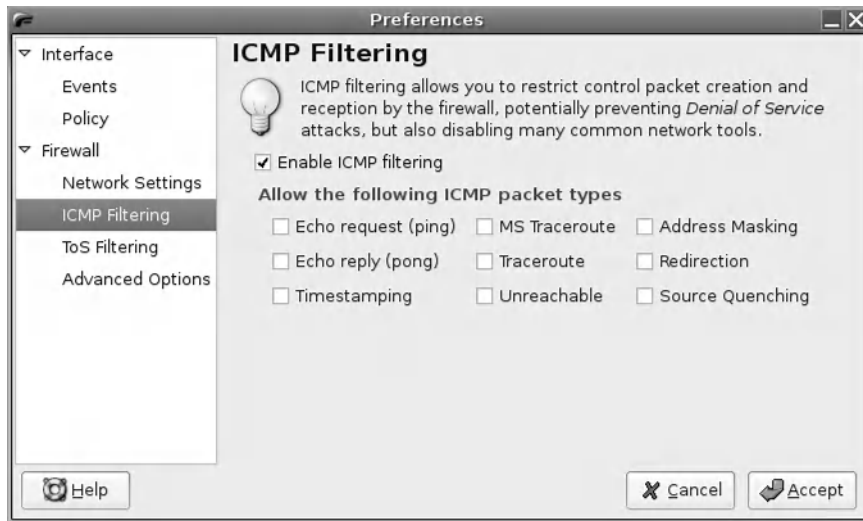 Preferences
Interface
Events
Policy
Firewall
Network Settings
ICMP Filtering
ToS Filtering
Advanced Options
ICMP Filtering
ICMP filtering allows you to restrict control packet creation and
reception by the firewall, potentially preventing Denial of Service
attacks, but also disabling many common network tools.
Enable ICMP filtering
Allow the following ICMP packet types
Echo request (ping) MS Traceroute Address Masking
Echo reply (pong) Traceroute Redirection
Timestamping Unreachable Source Quenching
Help Cancel Accept